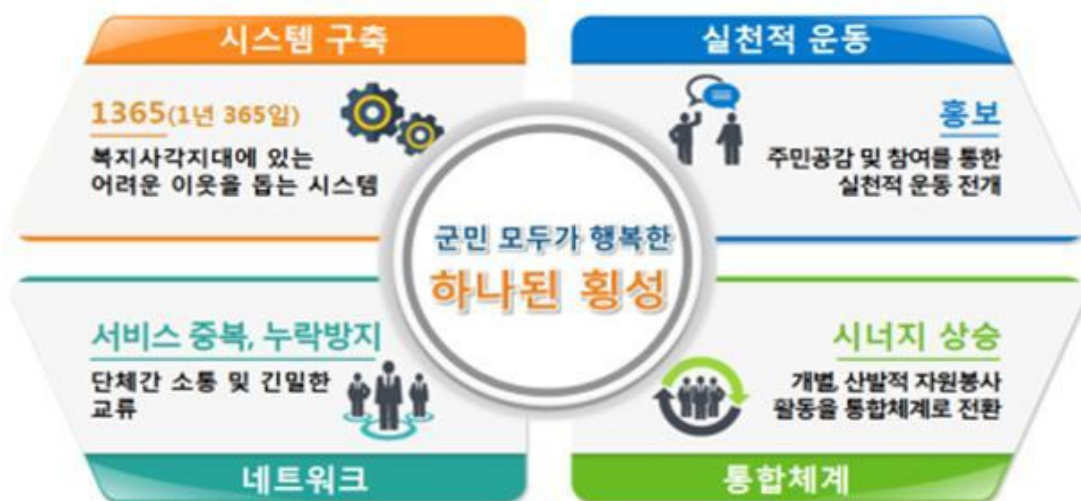 시스템 구축
1365(1년 365일)
복지사각지대에 있는
어려운 이웃을 돕는 시스템
실천적 운동
홍보
주민공감 및 참여를 통한
실천적 운동 전개
군민 모두가 행복한
하나된 횡성
서비스 중복, 누락방지
단체간 소통 및 긴밀한
교류
네트워크
시너지 상승
개별, 산발적 자원봉사
활동을 통합체계로 전환
통합체계